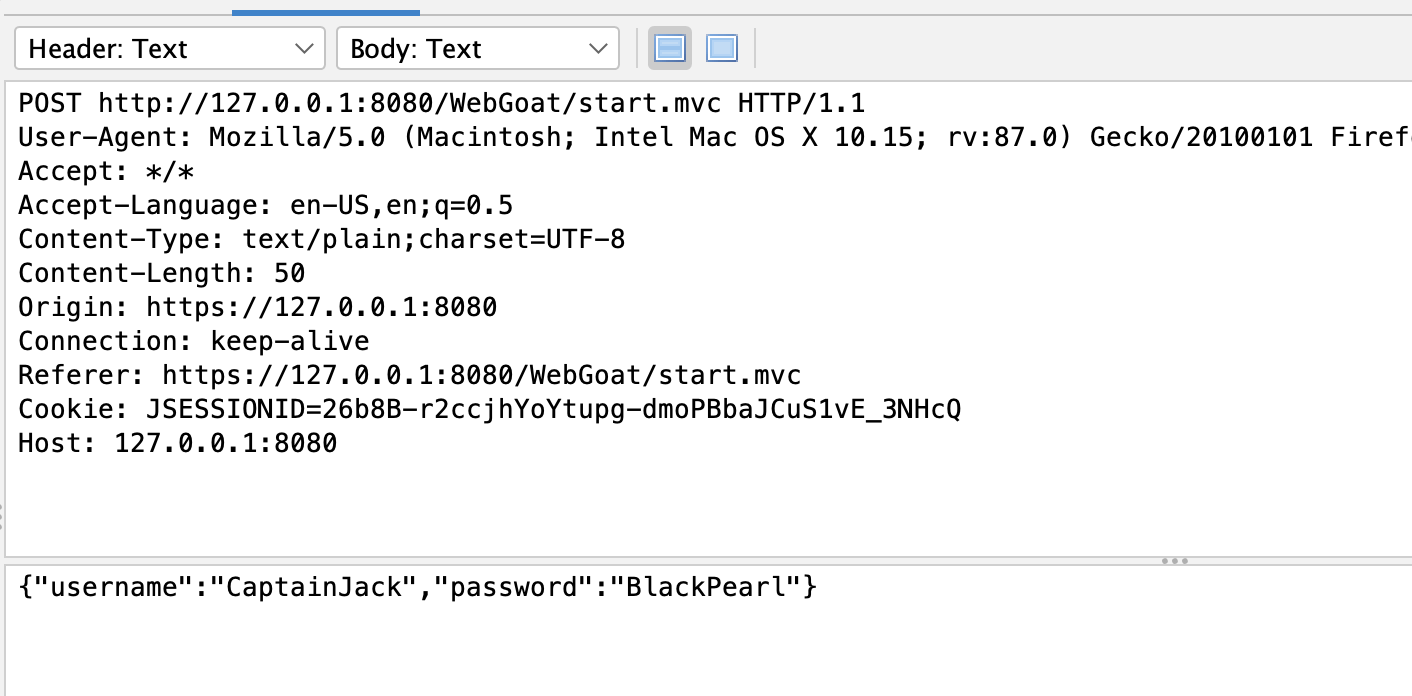 Header: Text
Body: Text
POST http://127.0.0.1:8080/WebGoat/start.mvc HTTP/1.1
User-Agent: Mozilla/5.0 (Macintosh; Intel Mac OS X 10.15; rv:87.0) Gecko/20100101 Firef
Accept: */*
Accept-Language: en-US,en;q=0.5
Content-Type: text/plain;charset=UTF-8
Content-Length: 50
Origin: https://127.0.0.1:8080
Connection: keep-alive
Referer: https://127.0.0.1:8080/WebGoat/start.mvc
Cookie: JSESSIONID=26b8B-r2ccjhYoYtupg-dmoPBbaJCuS1vE_3NHcQ
Host: 127.0.0.1:8080
{"username":"CaptainJack","password":"BlackPearl"}